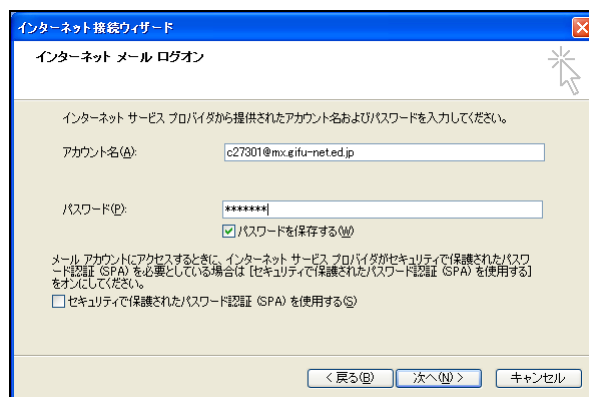 インターネット接続ウィザード
インターネット メール ログオン
インターネット サービス プロバイダから提供されたアカウント名およびパスワードを入力してください。
アカウント名(A):
c27301@mx.gifu-net.ed.jp
パスワード(P):
*******
パスワードを保存する(W)
メール アカウントにアクセスするときに、インターネット サービス プロバイダがセキュリティで保護されたパスワ
ード認証 (SPA) を必要としている場合は [セキュリティで保護されたパスワード認証 (SPA) を使用する]
をオンにしてください。
セキュリティで保護されたパスワード認証 (SPA) を使用する(S)
< 戻る(B)
次へ(N) >
キャンセル